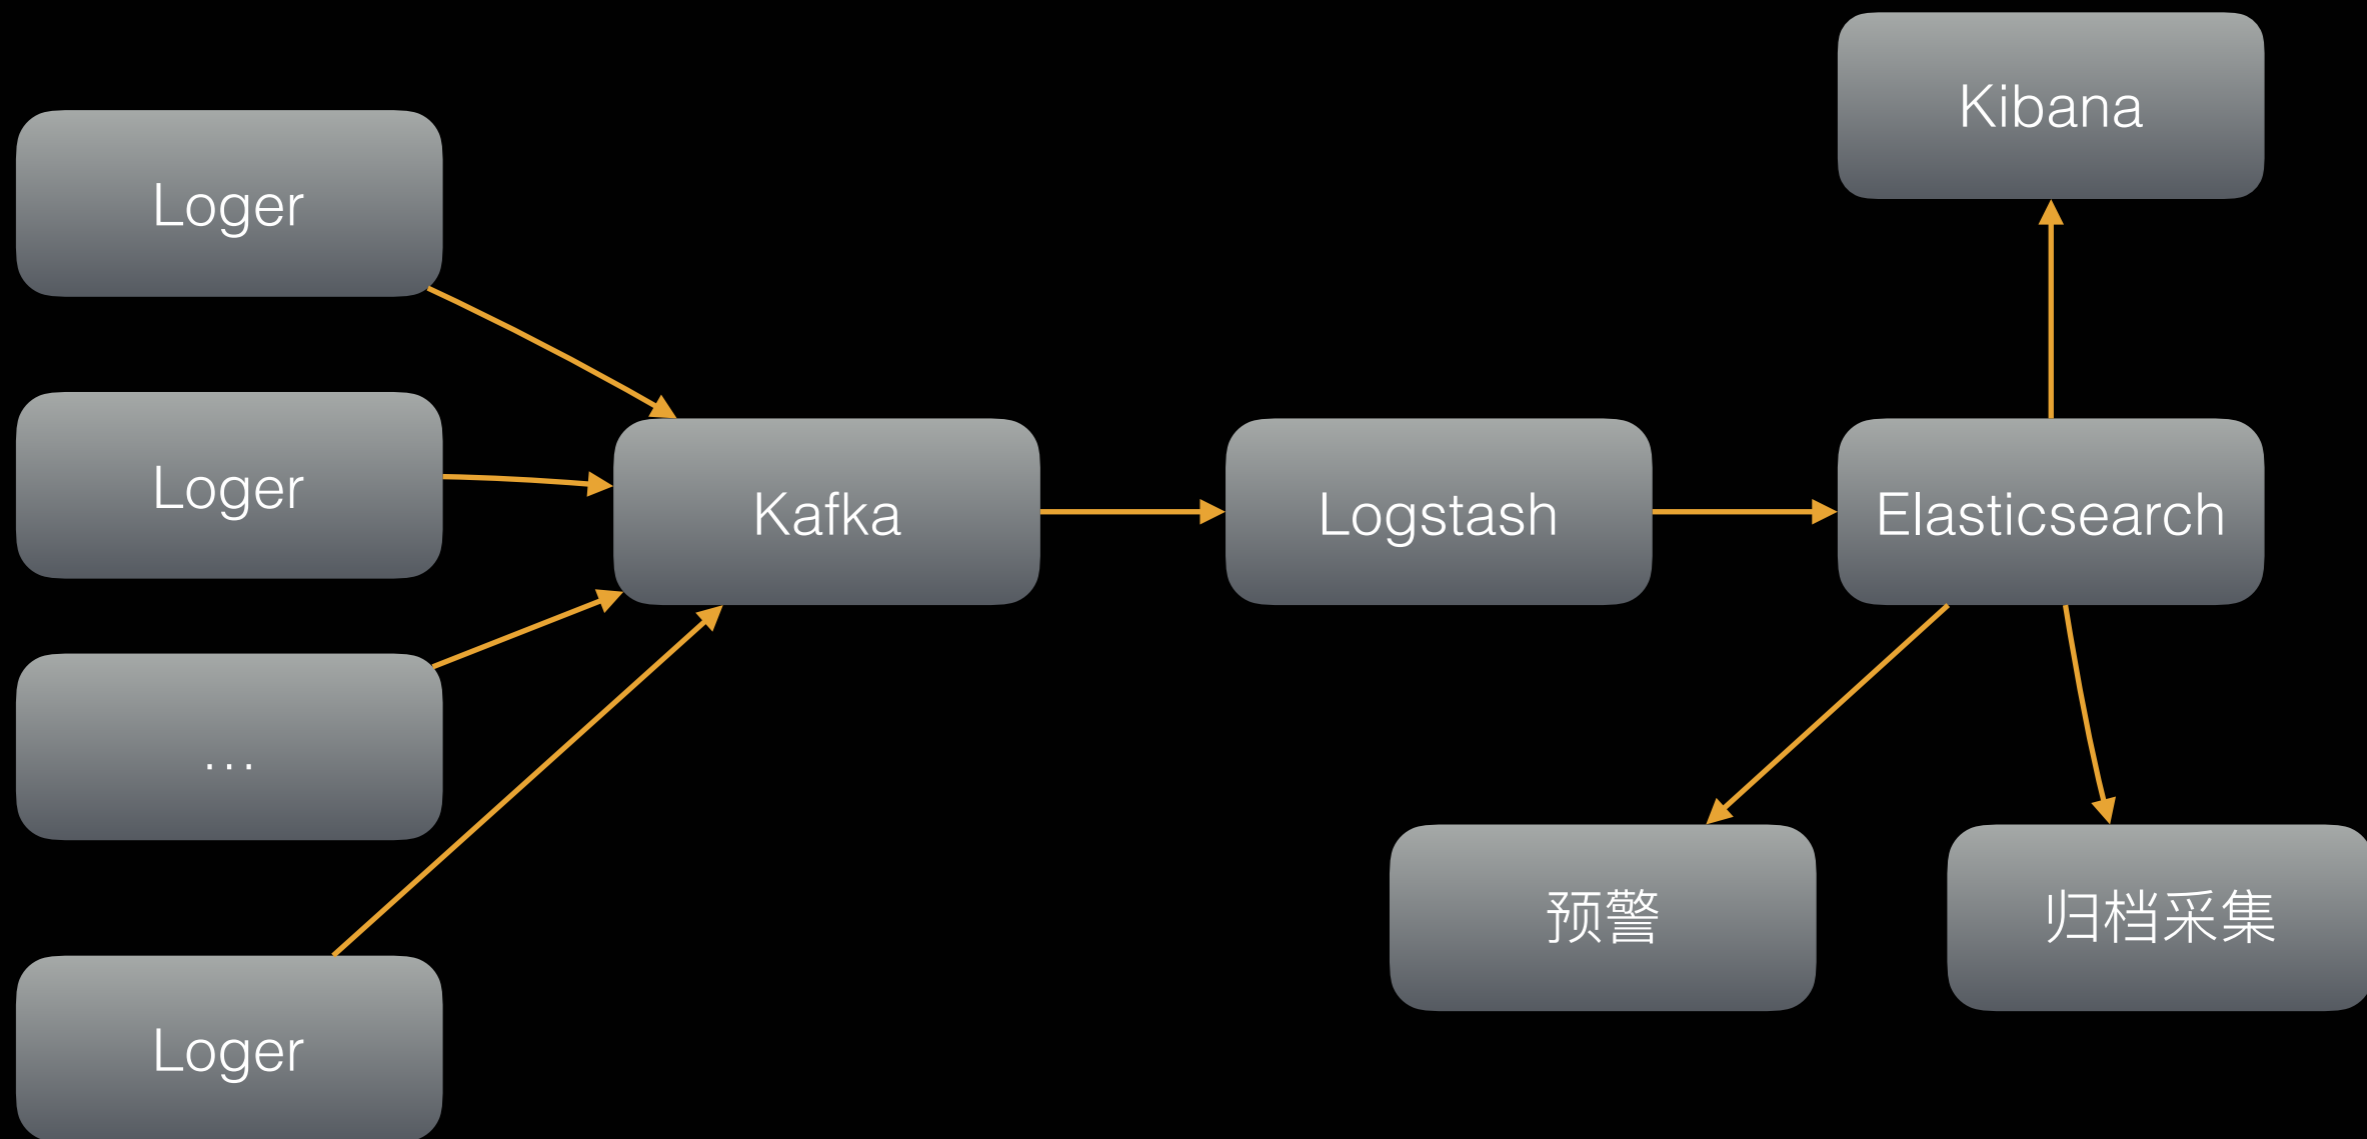 Kibana
Loger
Loger
Kafka
Logstash
Elasticsearch
...
预警
归档采集
Loger